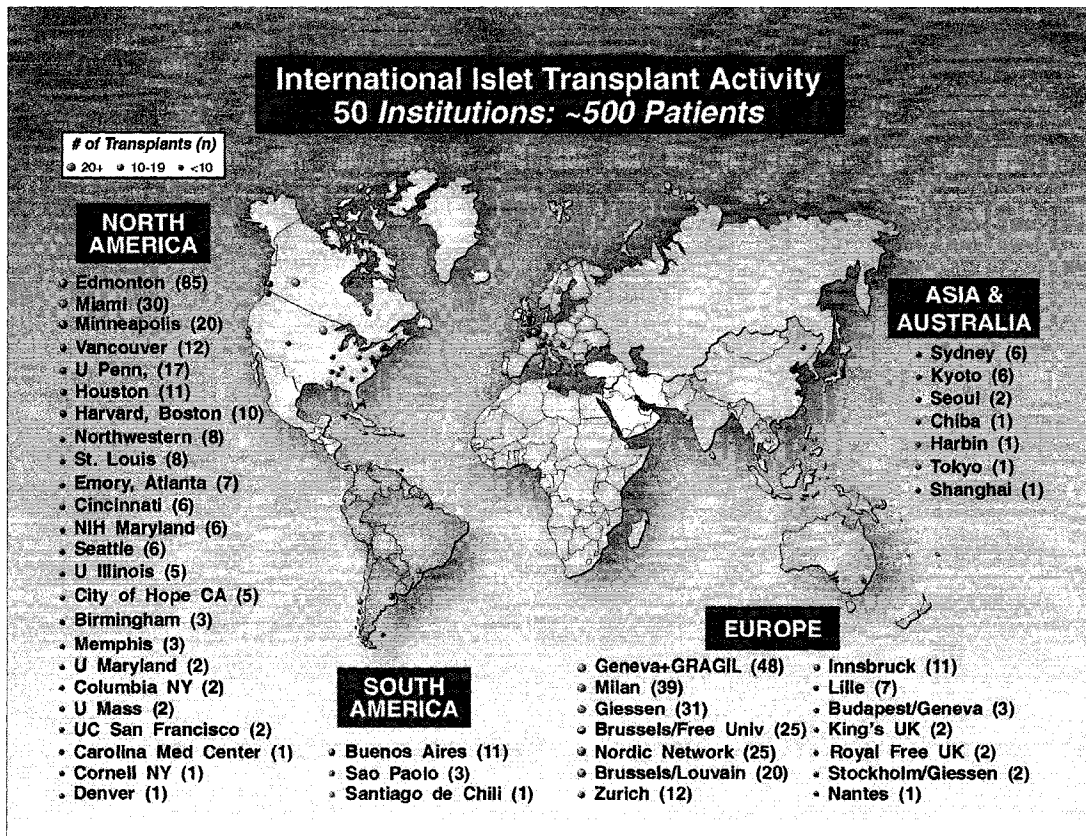 International Islet Transplant Activity
50 Institutions: ~500 Patients
# of Transplants (n)
20+ 10-19 <10
NORTH
AMERICA
Edmonton (65)
Miami (30)
Minneapolis (20)
Vancouver (12)
U Penn, (17)
Houston (11)
Harvard, Boston (10)
Northwestern (8)
St. Louis (8)
Emory, Atlanta (7)
Cincinnati (6)
NIH Maryland (6)
Seattle (6)
U Illinois (5)
City of Hope CA (5)
Birmingham (3)
Memphis (3)
U Maryland (2)
Columbia NY (2)
U Mass (2)
UC San Francisco (2)
Carolina Med Center (1)
Cornell NY (1)
Denver (1)
SOUTH
AMERICA
Buenos Aires (11)
Sao Paolo (3)
Santiago de Chili (1)
EUROPE
Geneva+GRAGIL (48)
Milan (39)
Giessen (31)
Brussels/Free Univ (25)
Nordic Network (25)
Brussels/Louvain (20)
Zurich (12)
Innsbruck (11)
Lille (7)
Budapest/Geneva (3)
King's UK (2)
Royal Free UK (2)
Stockholm/Giessen (2)
Nantes (1)
ASIA &
AUSTRALIA
Sydney (6)
Kyoto (6)
Seoul (2)
Chiba (1)
Harbin (1)
Tokyo (1)
Shanghai (1)